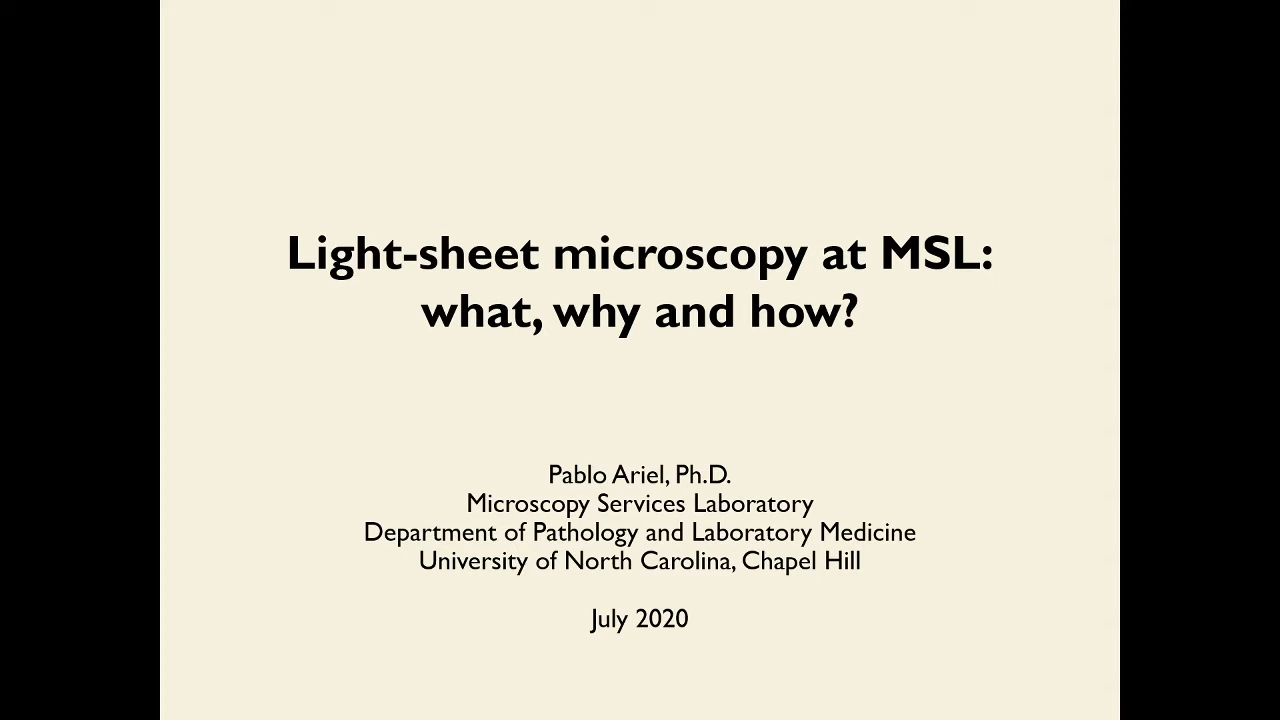 Light-sheet microscopy at MSL:
what, why and how?
Pablo Ariel, Ph.D.
Microscopy Services Laboratory
Department of Pathology and Laboratory Medicine
University of North Carolina, Chapel Hill
July 2020